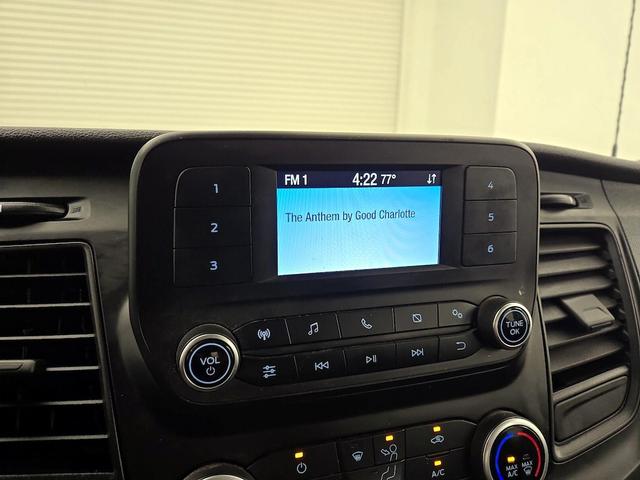 FM 1 4:22 77°
The Anthem by Good Charlotte
1
2
3
4
5
6
VOL
TUNE
OK
A/C
MAX
A/C
MAX